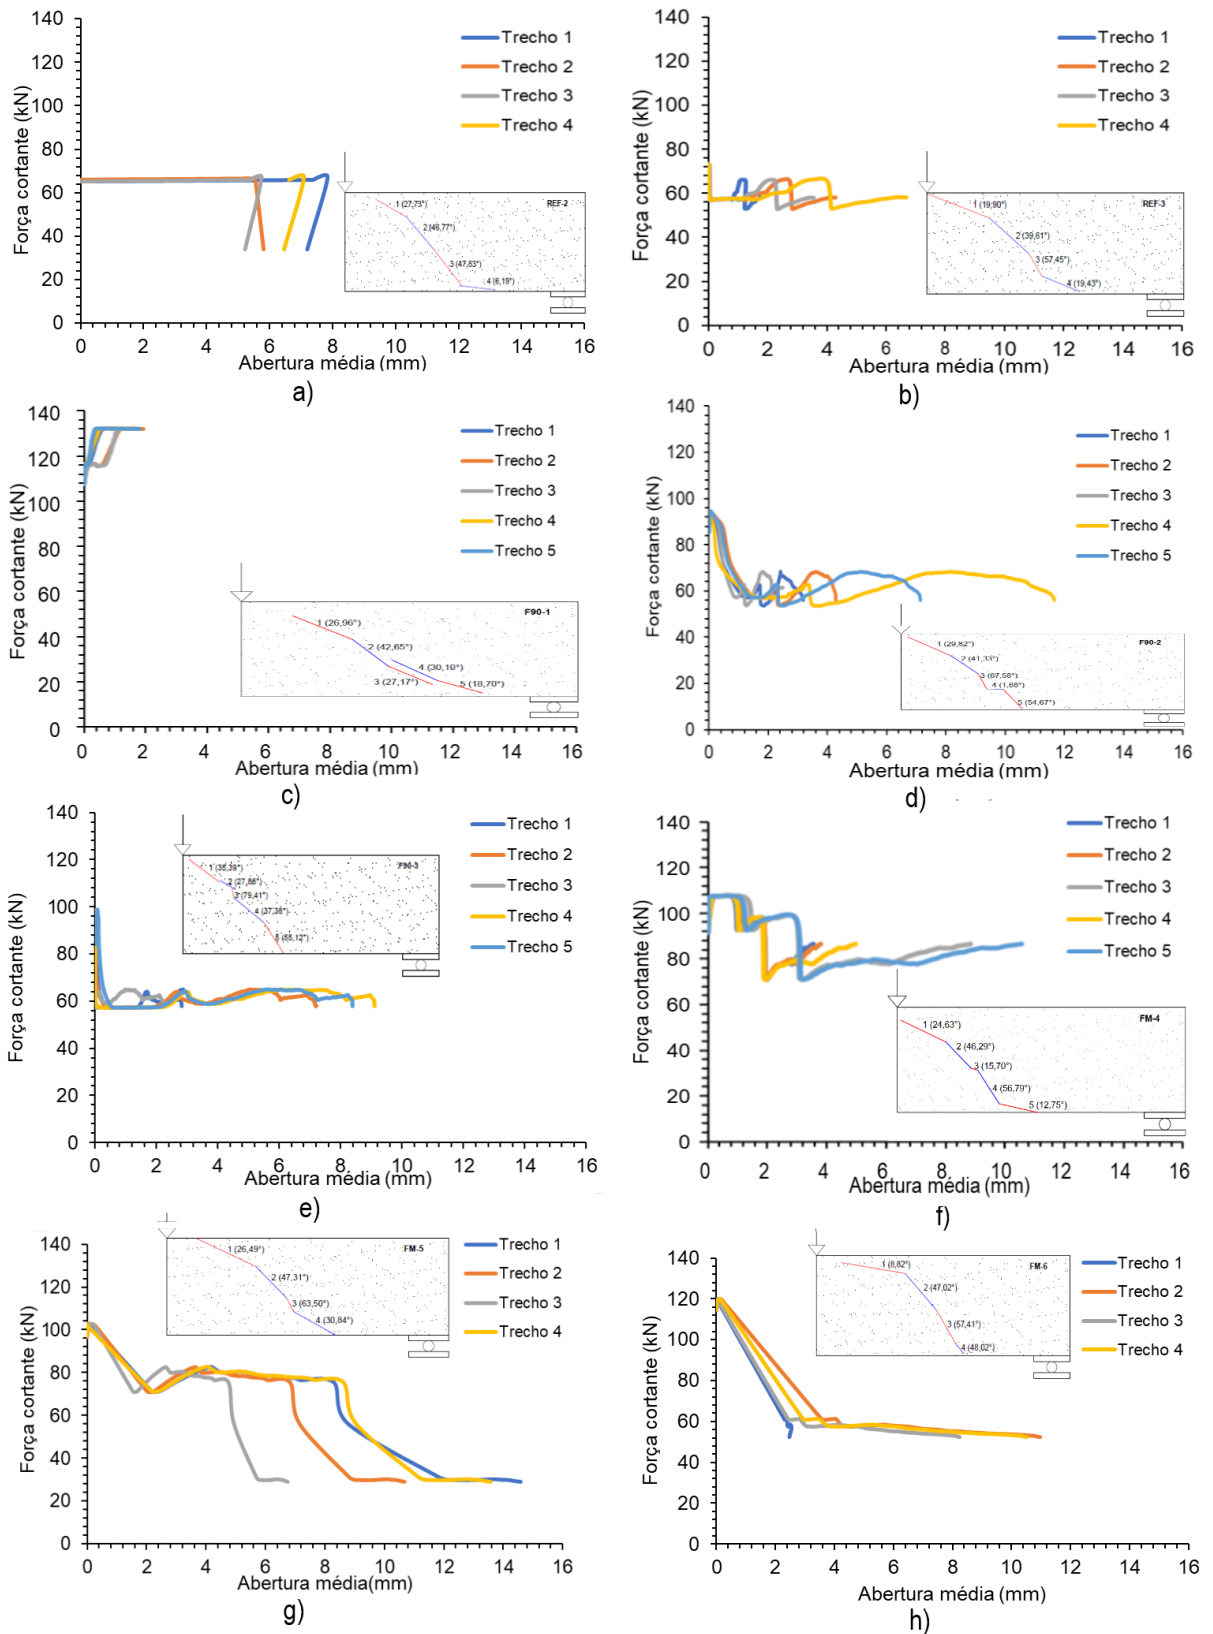 a)
Força cortante (kN)
140
120
100
80
60
40
20
0
0 2 4 6 8 10 12 14 16
Abertura média (mm)
Trecho 1
Trecho 2
Trecho 3
Trecho 4
REF-2
1 (27,73°)
2 (46,77°)
3 (47,83°)
4 (6,19°)
b)
Força cortante (kN)
140
120
100
80
60
40
20
0
0 2 4 6 8 10 12 14 16
Abertura média (mm)
Trecho 1
Trecho 2
Trecho 3
Trecho 4
REF-3
1 (19,90°)
2 (39,61°)
3 (57,45°)
4 (19,43°)
c)
Força cortante (kN)
140
120
100
80
60
40
20
0
0 2 4 6 8 10 12 14 16
Abertura média (mm)
Trecho 1
Trecho 2
Trecho 3
Trecho 4
Trecho 5
F90-1
1 (26,96°)
2 (42,65°)
4 (30,10°)
3 (27,17°)
5 (18,70°)
d)
Força cortante (kN)
140
120
100
80
60
40
20
0
0 2 4 6 8 10 12 14 16
Abertura média (mm)
Trecho 1
Trecho 2
Trecho 3
Trecho 4
Trecho 5
F90-2
1 (29,82°)
2 (41,33°)
3 (67,58°)
4 (1,68°)
5 (54,67°)
e)
Força cortante (kN)
140
120
100
80
60
40
20
0
0 2 4 6 8 10 12 14 16
Abertura média (mm)
Trecho 1
Trecho 2
Trecho 3
Trecho 4
Trecho 5
F90-3
1 (35,39°)
2 (27,86°)
3 (79,41°)
4 (37,38°)
5 (55,12°)
f)
Força cortante (kN)
140
120
100
80
60
40
20
0
0 2 4 6 8 10 12 14 16
Abertura média (mm)
Trecho 1
Trecho 2
Trecho 3
Trecho 4
Trecho 5
FM-4
1 (24,63°)
2 (46,29°)
3 (15,70°)
4 (56,79°)
5 (12,75°)
g)
Força cortante (kN)
140
120
100
80
60
40
20
0
0 2 4 6 8 10 12 14 16
Abertura média(mm)
Trecho 1
Trecho 2
Trecho 3
Trecho 4
FM-5
1 (26,49°)
2 (47,31°)
3 (63,50°)
4 (30,84°)
h)
Força cortante (kN)
140
120
100
80
60
40
20
0
0 2 4 6 8 10 12 14 16
Abertura média (mm)
Trecho 1
Trecho 2
Trecho 3
Trecho 4
FM-6
1 (8,82°)
2 (47,02°)
3 (57,41°)
4 (48,02°)